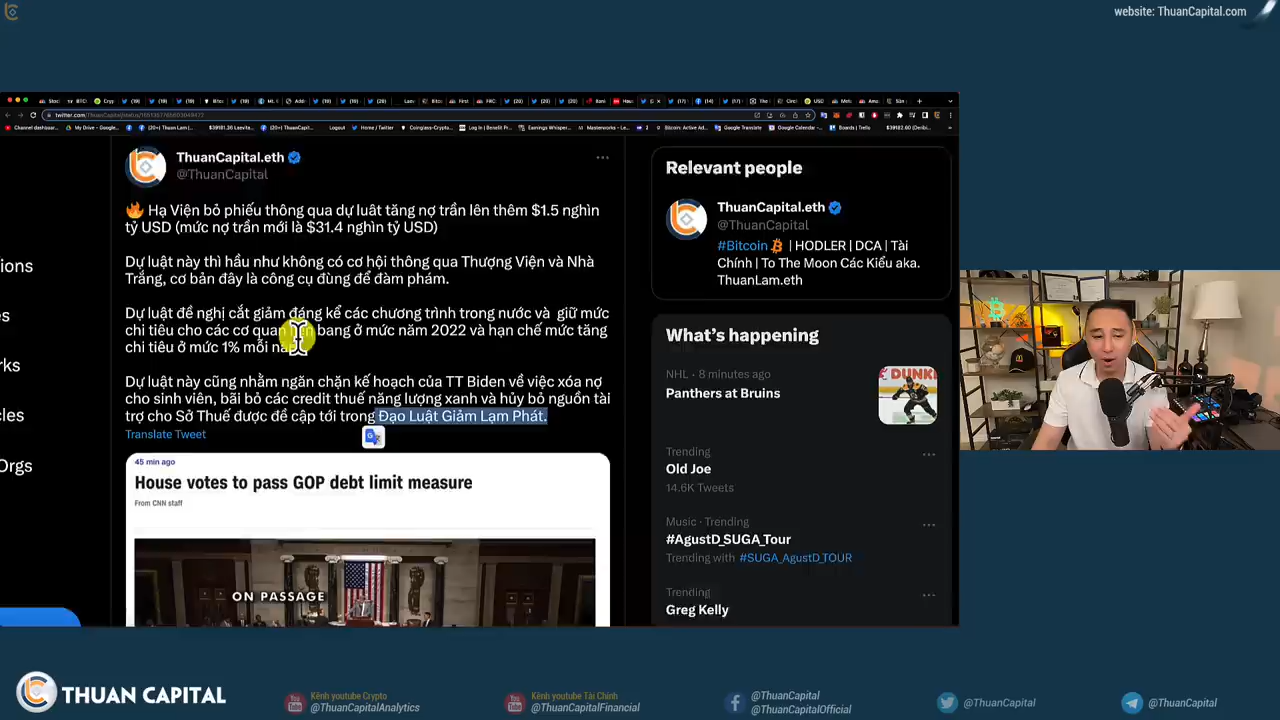 website: ThuanCapital.com
ThuanCapital.eth
@ThuanCapital
🔥 Hạ Viện bỏ phiếu thông qua dự luât tăng nợ trần lên thêm $1.5 nghìn
tỷ USD (mức nợ trần mới là $31.4 nghìn tỷ USD)
Dự luật này thì hầu như không có cơ hội thông qua Thượng Viện và Nhà
Trắng, cơ bản đây là công cụ dùng để đàm phám.
Dự luật đề nghị cắt giảm đáng kể các chương trình trong nước và giữ mức
chi tiêu cho các cơ quan bang ở mức năm 2022 và hạn chế mức tăng
chi tiêu ở mức 1% mỗi
Dự luật này cũng nhằm ngăn chặn kế hoạch của TT Biden về việc xóa nợ
cho sinh viên, bãi bỏ các credit thuế năng lượng xanh và hủy bỏ nguồn tài
trợ cho Sở Thuế được đề cập tới trong Đạo Luật Giảm Lạm Phát.
Translate Tweet
45 min ago
House votes to pass GOP debt limit measure
From CNN staff
ON PASSAGE
Relevant people
ThuanCapital.eth
@ThuanCapital
#Bitcoin | HODLER | DCA | Tài
Chính | To The Moon Các Kiểu aka.
ThuanLam.eth
What's happening
NHL · 8 minutes ago
Panthers at Bruins
Trending
Old Joe
14.6K Tweets
Music · Trending
#AgustD_SUGA_Tour
Trending with #SUGA_AgustD_TOUR
Trending
Greg Kelly
THUAN CAPITAL
Kênh youtube Crypto
@ThuanCapitalAnalytics
Kênh youtube Tài Chính
@ThuanCapitalFinancial
@ThuanCapital
@ThuanCapitalOfficial
@ThuanCapital
@ThuanCapital